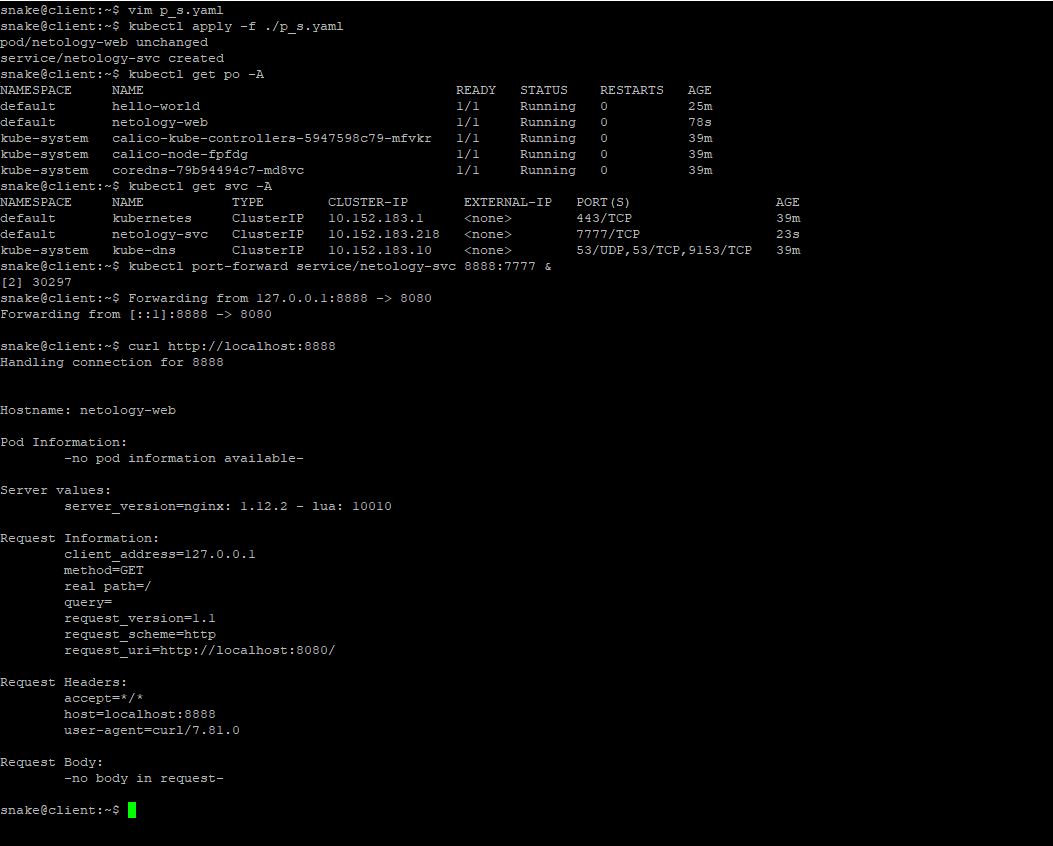 snake@client:~$ vim p_s.yaml
snake@client:~$ kubectl apply -f ./p_s.yaml
pod/netology-web unchanged
service/netology-svc created
snake@client:~$ kubectl get po -A
NAMESPACE     NAME                                       READY   STATUS    RESTARTS   AGE
default       hello-world                                1/1     Running   0          25m
default       netology-web                               1/1     Running   0          78s
kube-system   calico-kube-controllers-5947598c79-mfvkr   1/1     Running   0          39m
kube-system   calico-node-fpfdg                          1/1     Running   0          39m
kube-system   coredns-79b94494c7-md8vc                   1/1     Running   0          39m
snake@client:~$ kubectl get svc -A
NAMESPACE     NAME           TYPE        CLUSTER-IP       EXTERNAL-IP   PORT(S)                  AGE
default       kubernetes     ClusterIP   10.152.183.1     <none>        443/TCP                  39m
default       netology-svc   ClusterIP   10.152.183.218   <none>        7777/TCP                 23s
kube-system   kube-dns       ClusterIP   10.152.183.10    <none>        53/UDP,53/TCP,9153/TCP   39m
snake@client:~$ kubectl port-forward service/netology-svc 8888:7777 &
[2] 30297
snake@client:~$ Forwarding from 127.0.0.1:8888 -> 8080
Forwarding from [::1]:8888 -> 8080

snake@client:~$ curl http://localhost:8888
Handling connection for 8888


Hostname: netology-web

Pod Information:
        -no pod information available-

Server values:
        server_version=nginx: 1.12.2 - lua: 10010

Request Information:
        client_address=127.0.0.1
        method=GET
        real path=/
        query=
        request_version=1.1
        request_scheme=http
        request_uri=http://localhost:8080/

Request Headers:
        accept=*/*
        host=localhost:8888
        user-agent=curl/7.81.0

Request Body:
        -no body in request-

snake@client:~$